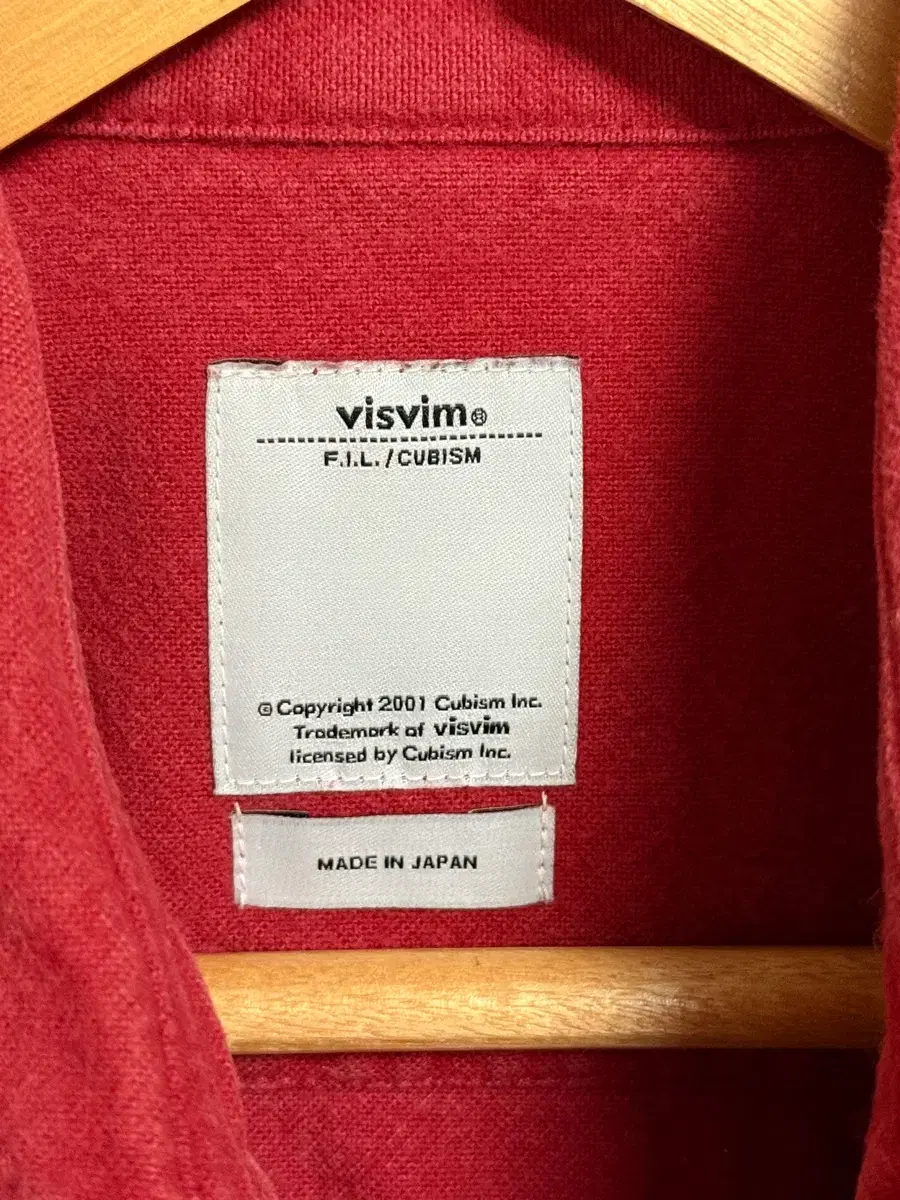 visvim®
F.I.L. / CUBISM
© Copyright 2001 Cubism Inc.
Trademark of visvim
licensed by Cubism Inc.
MADE IN JAPAN